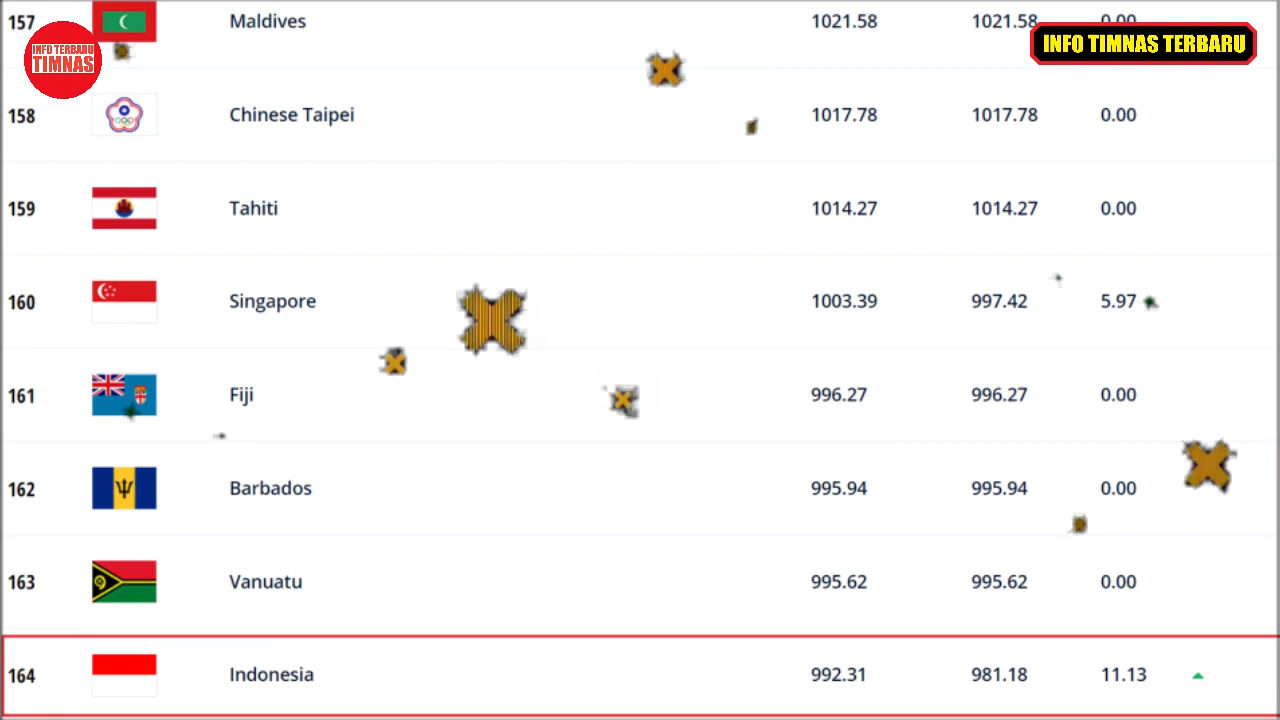 157 Maldives 1021.58 1021.58 0.00
INFO TERBARU
TIMNAS
INFO TIMNAS TERBARU
158 Chinese Taipei 1017.78 1017.78 0.00
159 Tahiti 1014.27 1014.27 0.00
160 Singapore 1003.39 997.42 5.97
161 Fiji 996.27 996.27 0.00
162 Barbados 995.94 995.94 0.00
163 Vanuatu 995.62 995.62 0.00
164 Indonesia 992.31 981.18 11.13